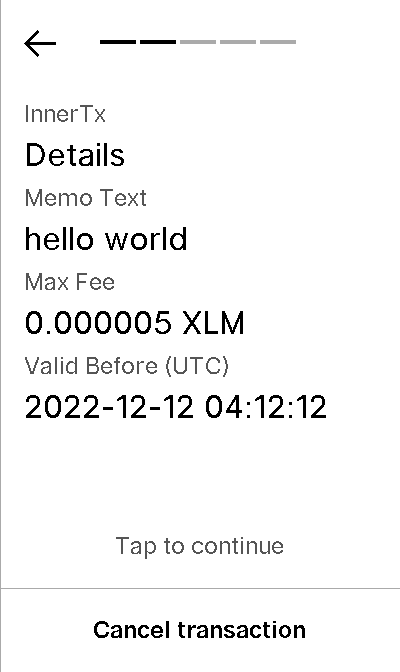 InnerTx
Details
Memo Text
hello world
Max Fee
0.000005 XLM
Valid Before (UTC)
2022-12-12 04:12:12
Tap to continue
Cancel transaction